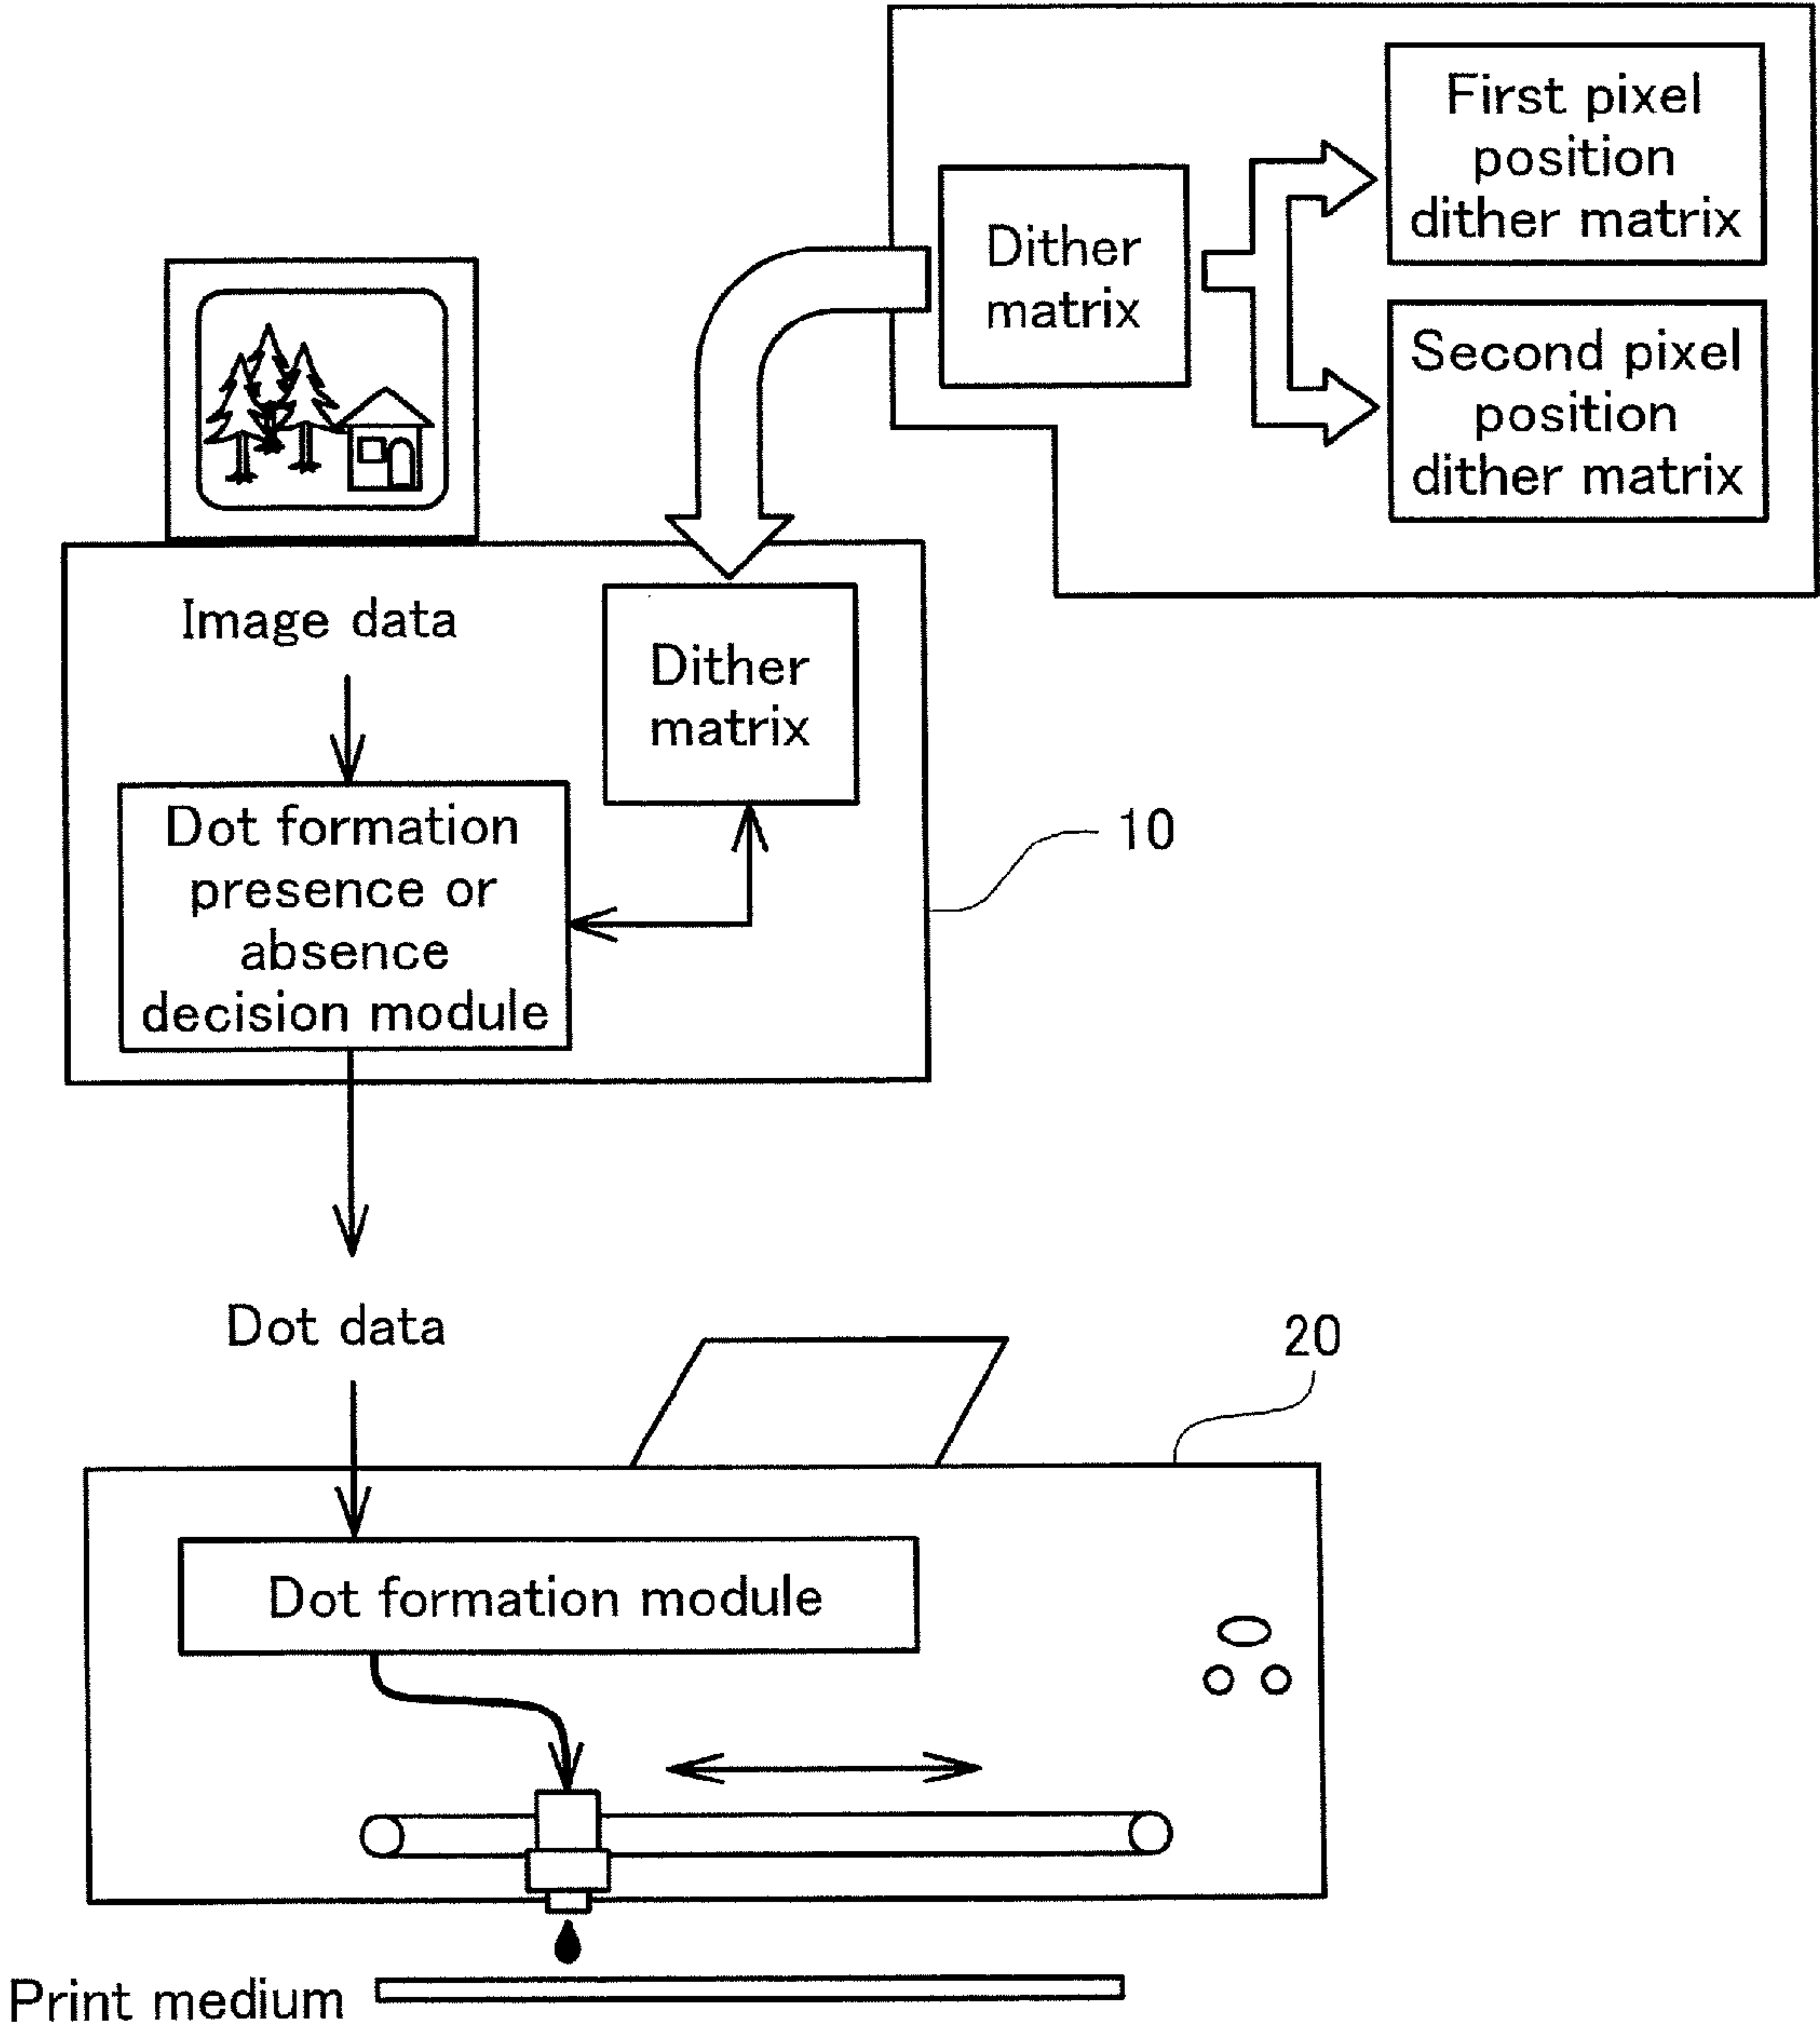 First pixel
position
dither matrix
Dither
matrix
Second pixel
position
dither matrix
Image data
Dither
matrix
Dot formation
presence or
absence
decision module
10
Dot data
20
Dot formation module
Print medium